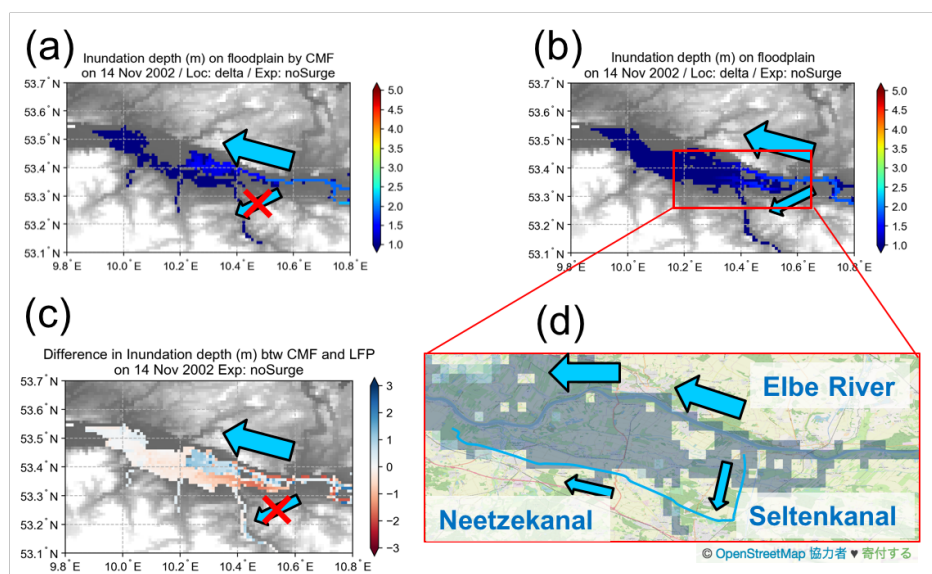 (a)
Inundation depth (m) on floodplain by CMF
on 14 Nov 2002 / Loc: delta / Exp: noSurge
53.7° N
53.6° N
53.5° N
53.4° N
53.3° N
53.2° N
53.1° N
9.8° E
10.0° E
10.2° E
10.4° E
10.6° E
10.8° E
5.0
4.5
4.0
3.5
3.0
2.5
2.0
1.5
1.0
(b)
Inundation depth (m) on floodplain
on 14 Nov 2002 / Loc: delta / Exp: noSurge
53.7° N
53.6° N
53.5° N
53.4° N
53.3° N
53.2° N
53.1° N
9.8° E
10.0° E
10.2° E
10.4° E
10.6° E
10.8° E
5.0
4.5
4.0
3.5
3.0
2.5
2.0
1.5
1.0
(c)
Difference in Inundation depth (m) btw CMF and LFP
on 14 Nov 2002 Exp: noSurge
53.7° N
53.6° N
53.5° N
53.4° N
53.3° N
53.2° N
53.1° N
9.8° E
10.0° E
10.2° E
10.4° E
10.6° E
10.8° E
3
2
1
0
−1
−2
−3
(d)
Elbe River
Neetzekanal
Seltenkanal
© OpenStreetMap 協力者 ♥ 寄付する